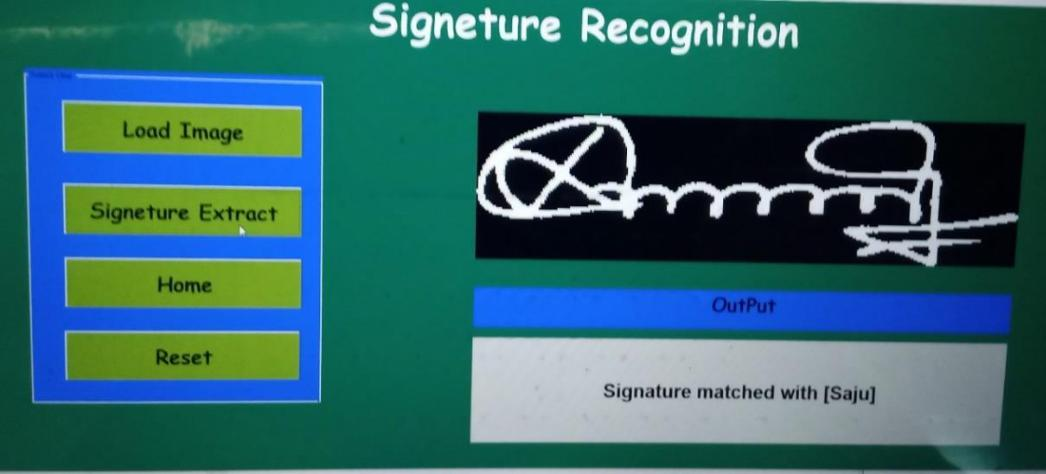 Signeture Recognition
Load Image
Signeture Extract
Home
Reset
OutPut
Signature matched with [Saju]